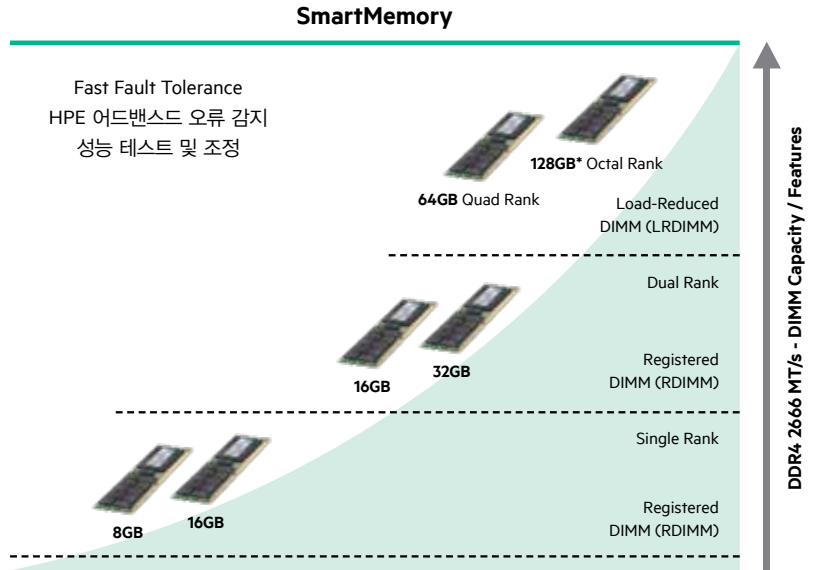 SmartMemory
Fast Fault Tolerance
HPE 어드밴스드 오류 감지
성능 테스트 및 조정
128GB* Octal Rank
64GB Quad Rank
Load-Reduced
DIMM (LRDIMM)
Dual Rank
16GB
32GB
Registered
DIMM (RDIMM)
Single Rank
8GB
16GB
Registered
DIMM (RDIMM)
DDR4 2666 MT/s - DIMM Capacity / Features